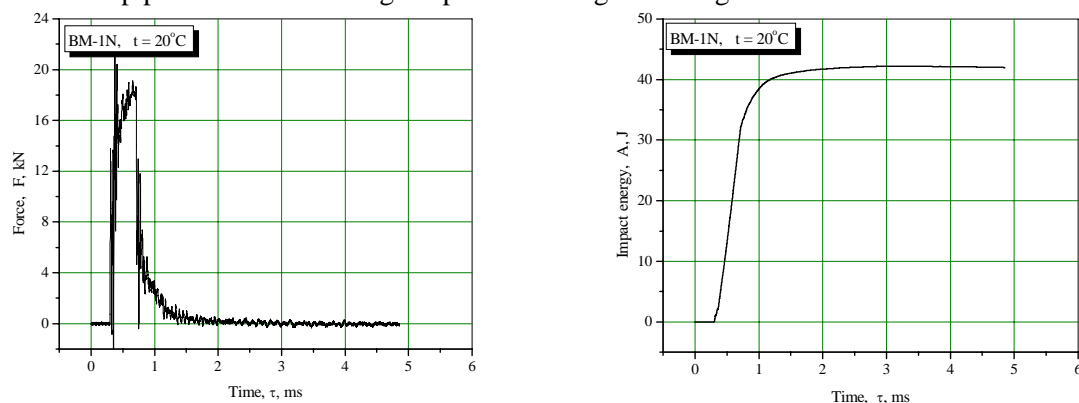 BM-1N, t = 20°C
Force, F, kN
24
20
16
12
8
4
0
0 1 2 3 4 5 6
Time, τ, ms
BM-1N, t = 20°C
Impact energy, A, J
50
40
30
20
10
0
0 1 2 3 4 5 6
Time, τ, ms